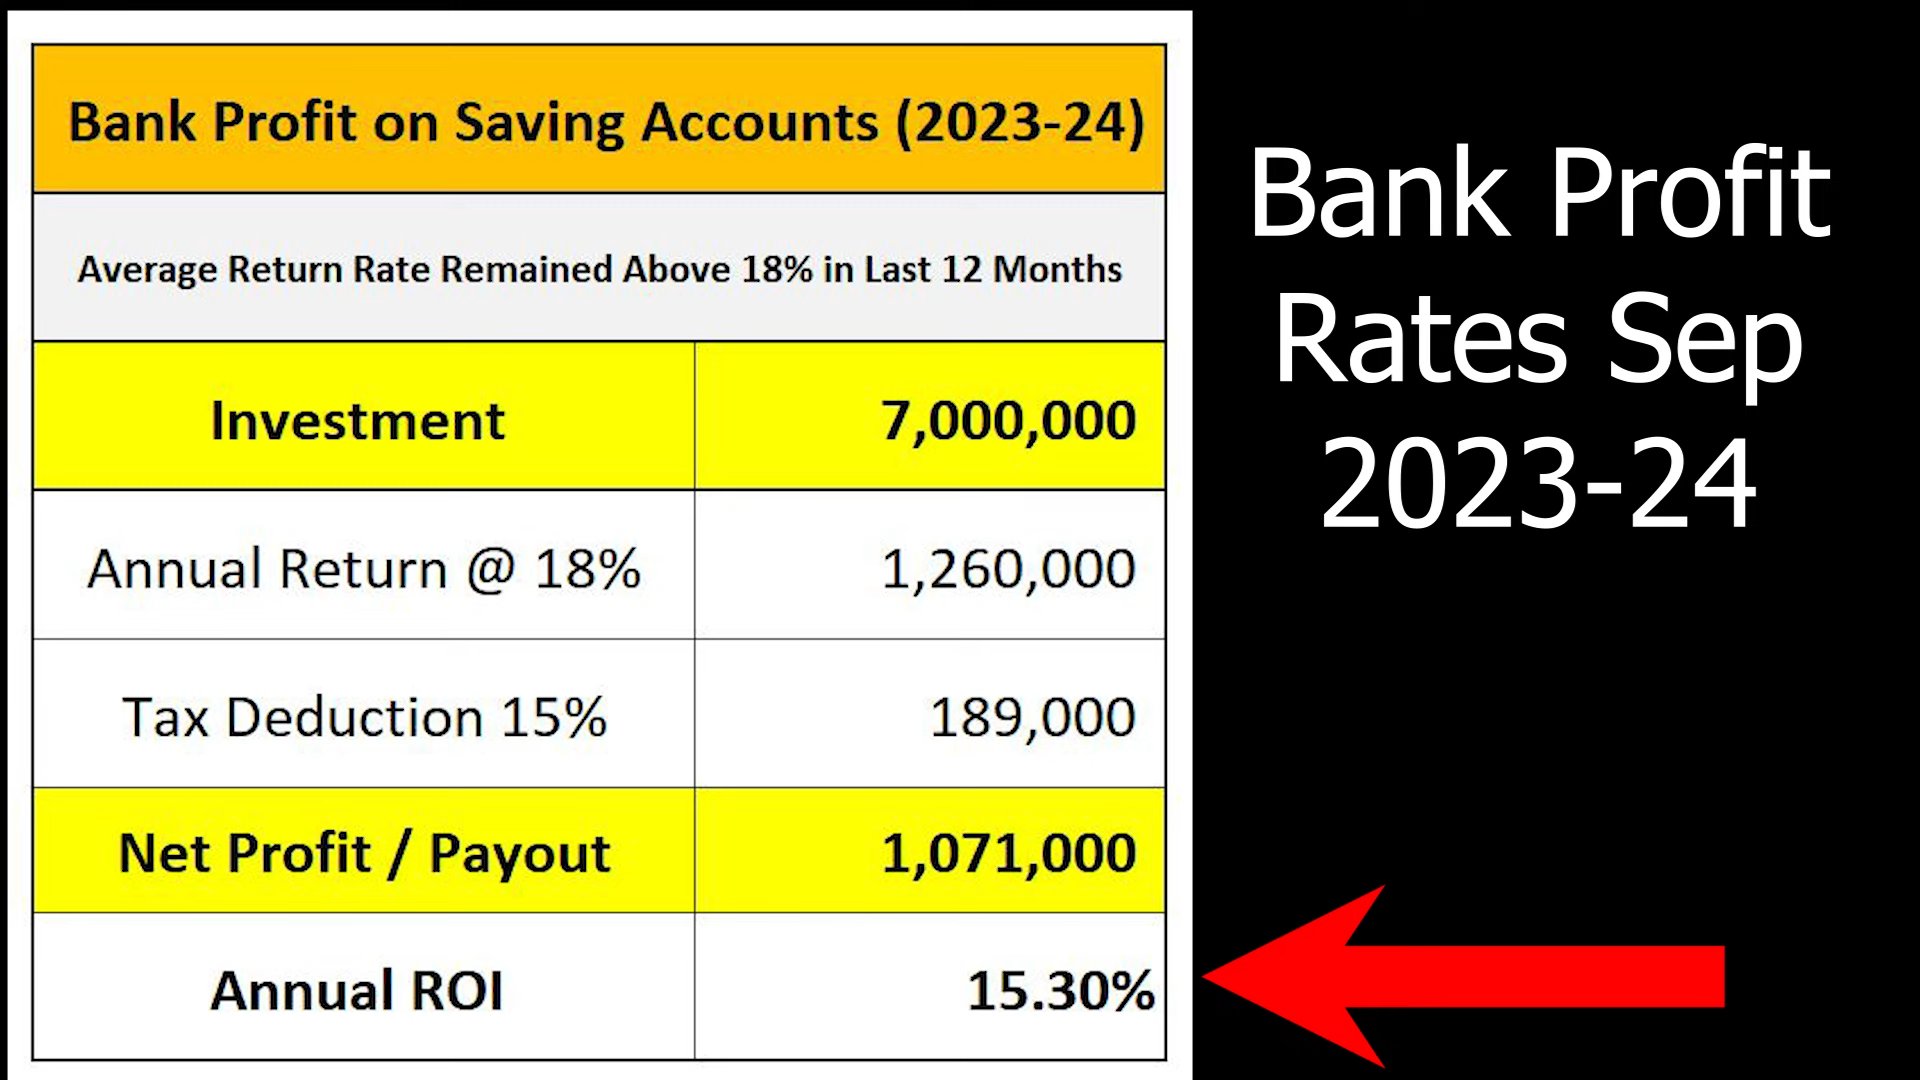 Bank Profit on Saving Accounts (2023-24)
Average Return Rate Remained Above 18% in Last 12 Months
Investment 7,000,000
Annual Return @ 18% 1,260,000
Tax Deduction 15% 189,000
Net Profit / Payout 1,071,000
Annual ROI 15.30%
Bank Profit
Rates Sep
2023-24